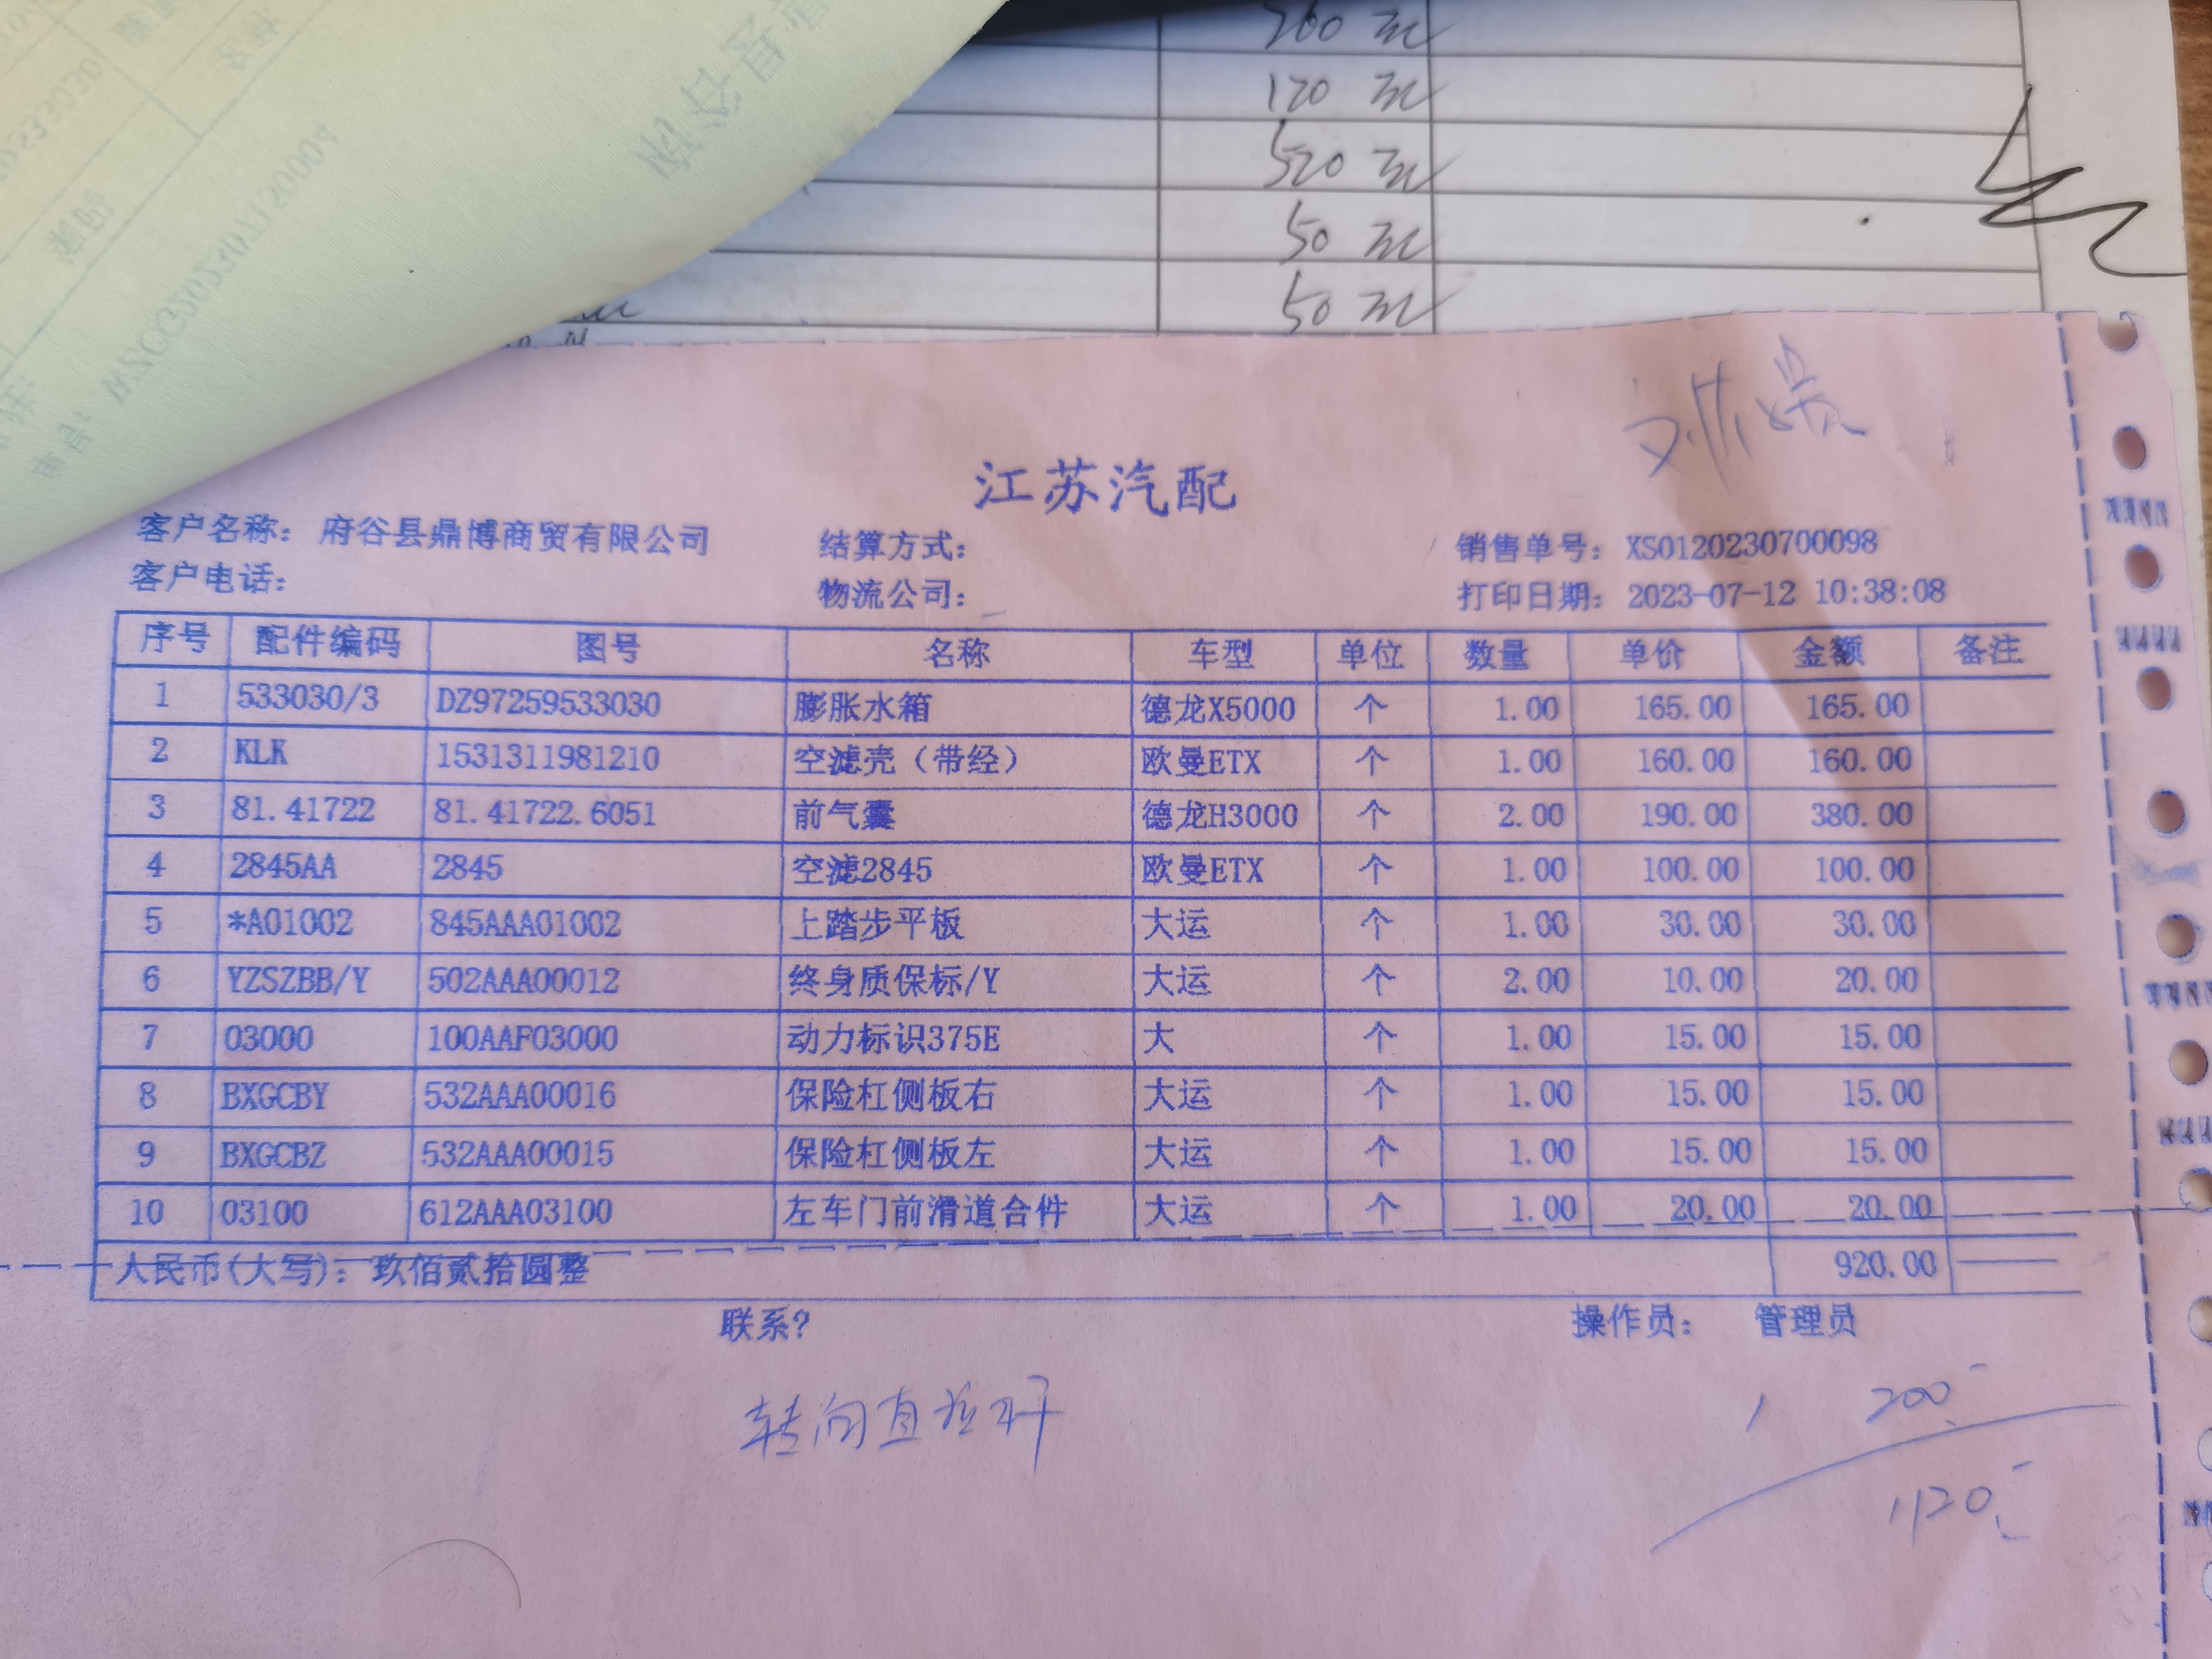 260元
120元
520元
50元
50元
江苏汽配
客户名称: 府谷县鼎博商贸有限公司 结算方式: 销售单号: XS0120230700098
客户电话: 物流公司: 打印日期: 2023-07-12 10:38:08
序号 配件编码 图号 名称 车型 单位 数量 单价 金额 备注
1 533030/3 DZ97259533030 膨胀水箱 德龙X5000 个 1.00 165.00 165.00
2 KLK 1531311981210 空滤壳（带经） 欧曼ETX 个 1.00 160.00 160.00
3 81.41722 81.41722.6051 前气囊 德龙H3000 个 2.00 190.00 380.00
4 2845AA 2845 空滤2845 欧曼ETX 个 1.00 100.00 100.00
5 *A01002 845AAA01002 上踏步平板 大运 个 1.00 30.00 30.00
6 YZSZBB/Y 502AAA00012 终身质保标/Y 大运 个 2.00 10.00 20.00
7 03000 100AAF03000 动力标识375E 大 个 1.00 15.00 15.00
8 BXGCBY 532AAA00016 保险杠侧板右 大运 个 1.00 15.00 15.00
9 BXGCBZ 532AAA00015 保险杠侧板左 大运 个 1.00 15.00 15.00
10 03100 612AAA03100 左车门前滑道合件 大运 个 1.00 20.00 20.00
人民币(大写): 玖佰贰拾圆整 920.00
联系? 操作员: 管理员
转向直拉杆 1 200
1120